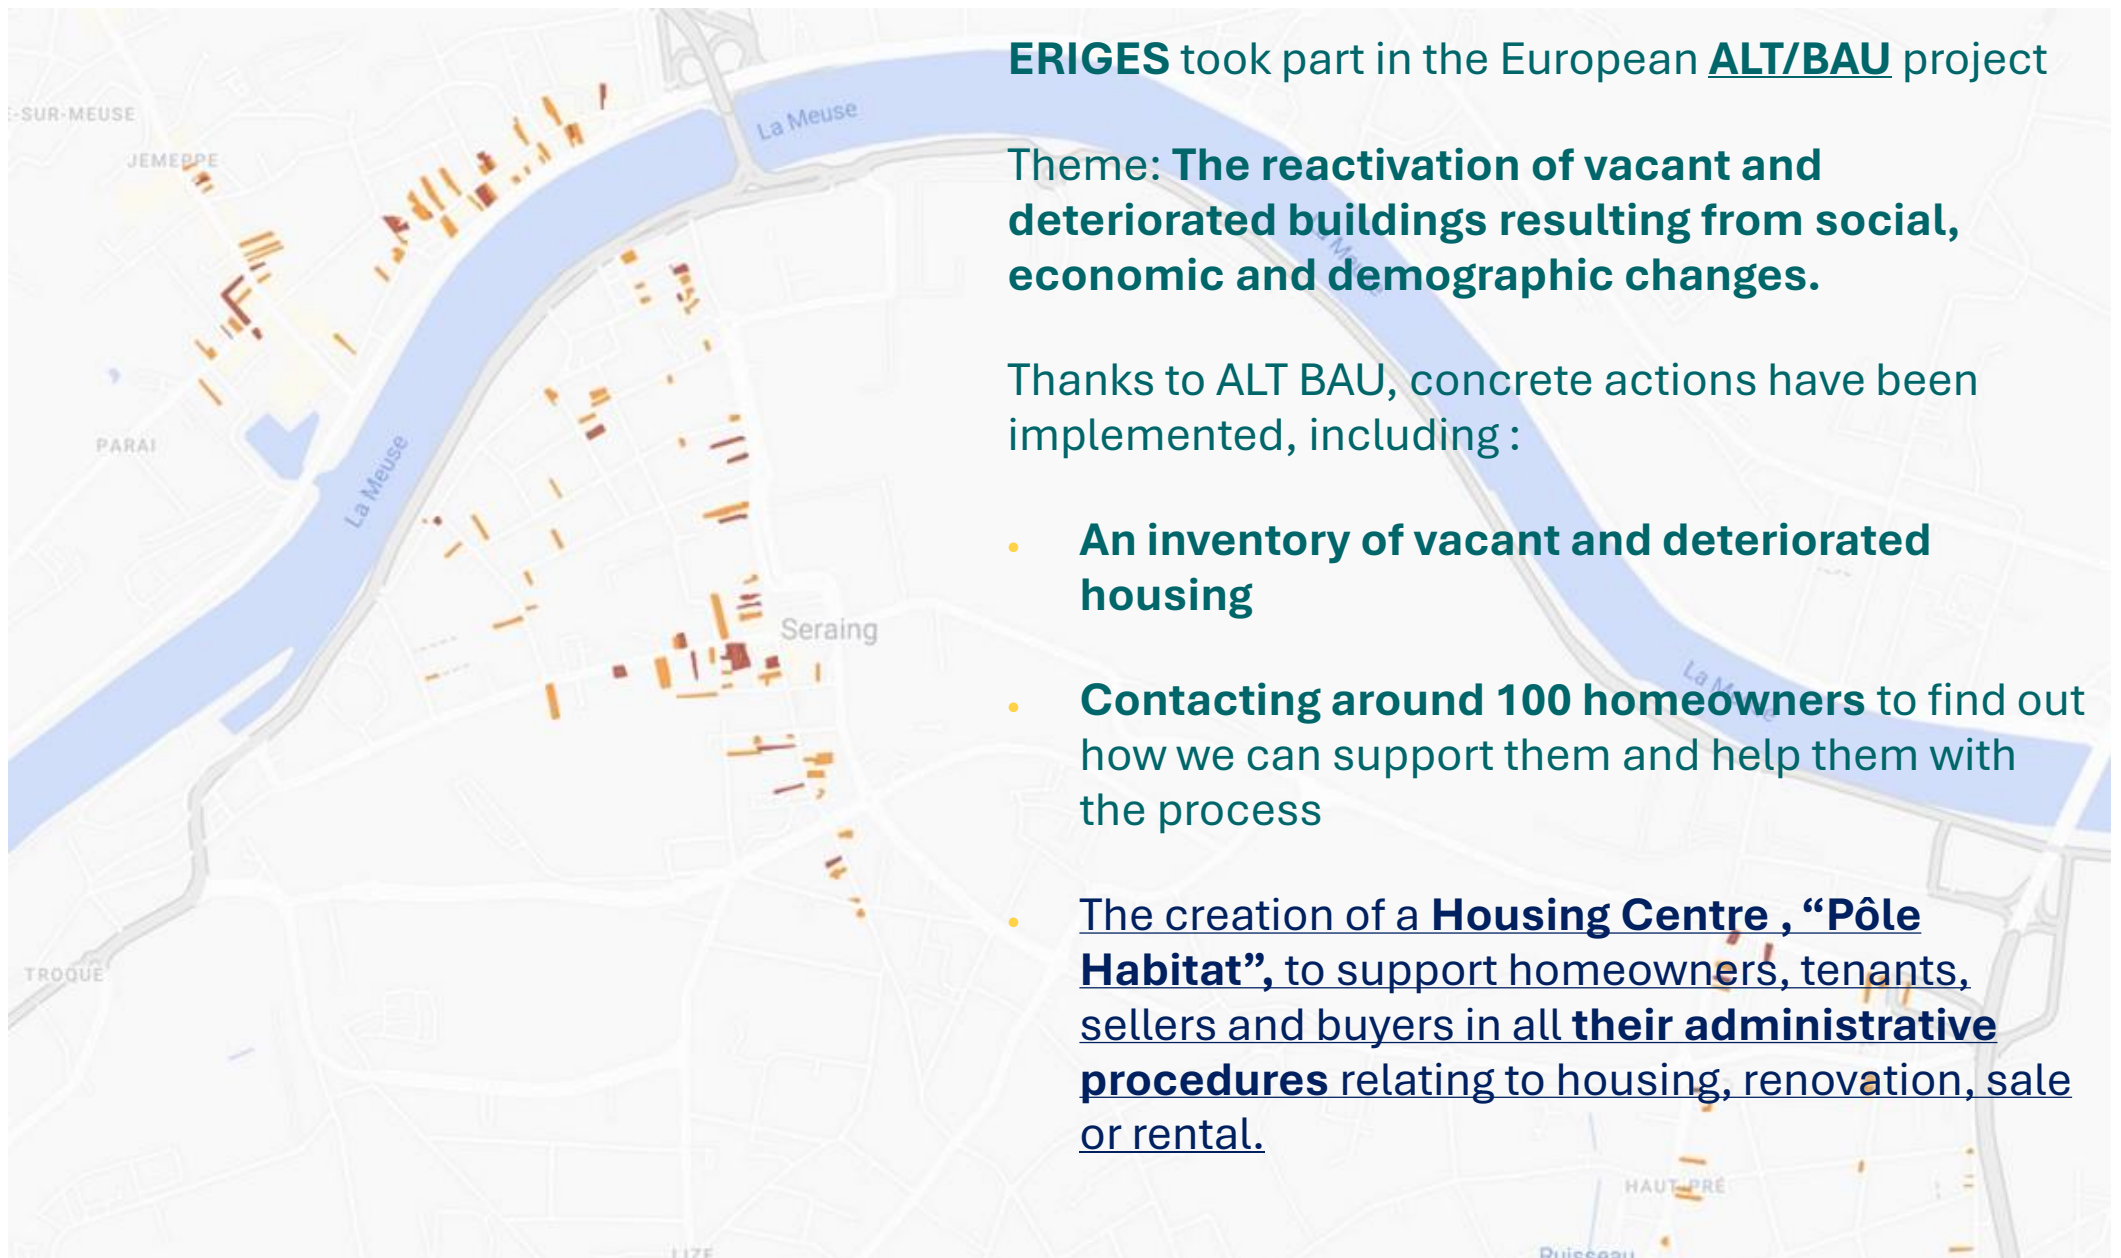 ERIGES took part in the European ALT/BAU project
Theme: The reactivation of vacant and
deteriorated buildings resulting from social,
economic and demographic changes.
Thanks to ALT BAU, concrete actions have been
implemented, including :
• An inventory of vacant and deteriorated
housing
• Contacting around 100 homeowners to find out
how we can support them and help them with
the process
• The creation of a Housing Centre , “Pôle
Habitat”, to support homeowners, tenants,
sellers and buyers in all their administrative
procedures relating to housing, renovation, sale
or rental.
-SUR-MEUSE
JEMEPPE
La Meuse
La Meuse
PARAI
La Meuse
Seraing
La Meuse
TROQUE
HAUT-PRÉ
LIZE
Ruisseau